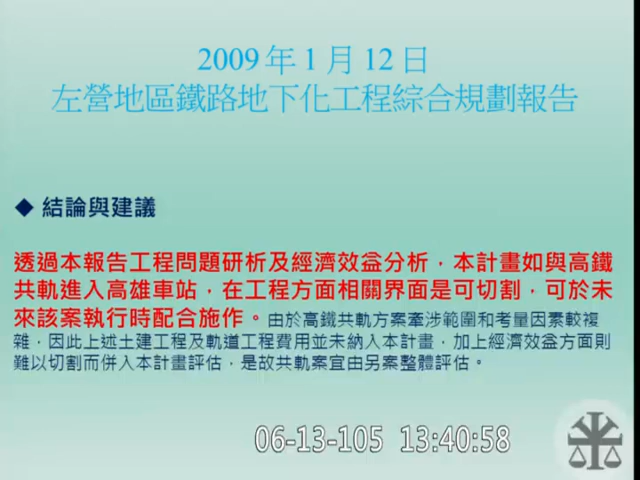 2009 年 1 月 12 日
左營地區鐵路地下化工程綜合規劃報告
◆ 結論與建議
透過本報告工程問題研析及經濟效益分析，本計畫如與高鐵
共軌進入高雄車站，在工程方面相關界面是可切割，可於未
來該案執行時配合施作。由於高鐵共軌方案牽涉範圍和考量因素較複
雜，因此上述土建工程及軌道工程費用並未納入本計畫，加上經濟效益方面則
難以切割而併入本計畫評估，是故共軌案宜由另案整體評估。
06-13-105 13:40:58